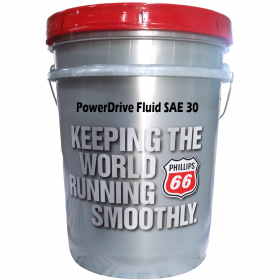 PowerDrive Fluid SAE 30
KEEPING THE
WORLD
RUNNING
SMOOTHLY.
PHILLIPS
66